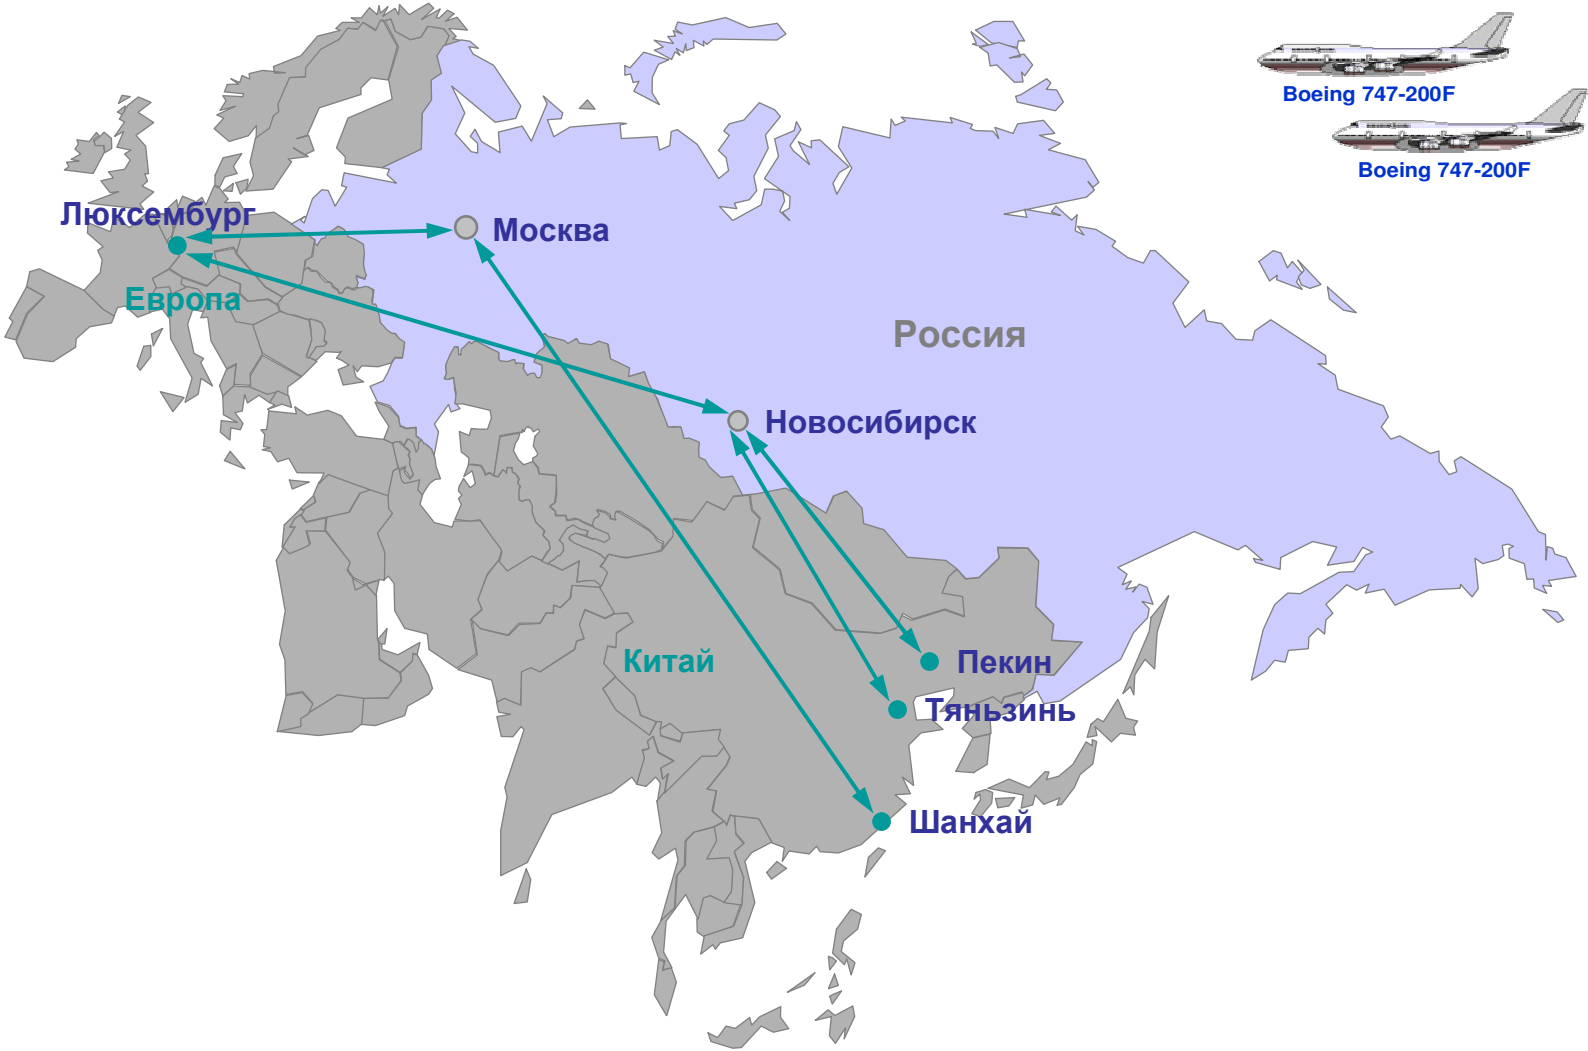 Boeing 747-200F
Boeing 747-200F
Люксембург
Москва
Европа
Россия
Новосибирск
Китай
Пекин
Тяньзинь
Шанхай